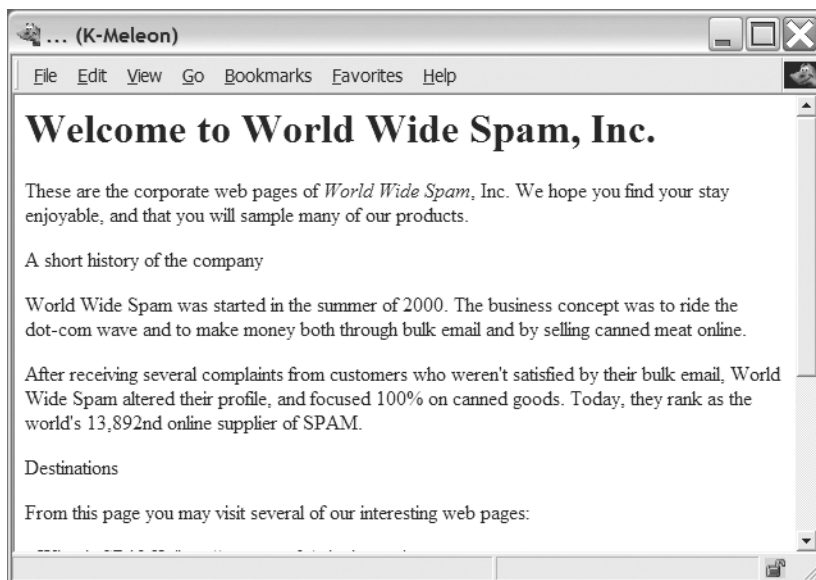 ... (K-Meleon)
File Edit View Go Bookmarks Favorites Help
Welcome to World Wide Spam, Inc.
These are the corporate web pages of World Wide Spam, Inc. We hope you find your stay
enjoyable, and that you will sample many of our products.
A short history of the company
World Wide Spam was started in the summer of 2000. The business concept was to ride the
dot-com wave and to make money both through bulk email and by selling canned meat online.
After receiving several complaints from customers who weren't satisfied by their bulk email, World
Wide Spam altered their profile, and focused 100% on canned goods. Today, they rank as the
world's 13,892nd online supplier of SPAM.
Destinations
From this page you may visit several of our interesting web pages: